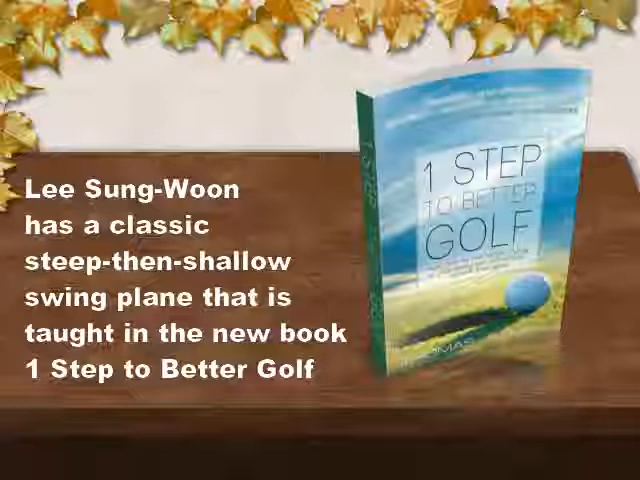 Lee Sung-Woon
has a classic
steep-then-shallow
swing plane that is
taught in the new book
1 Step to Better Golf
1 STEP
TO BETTER
GOLF